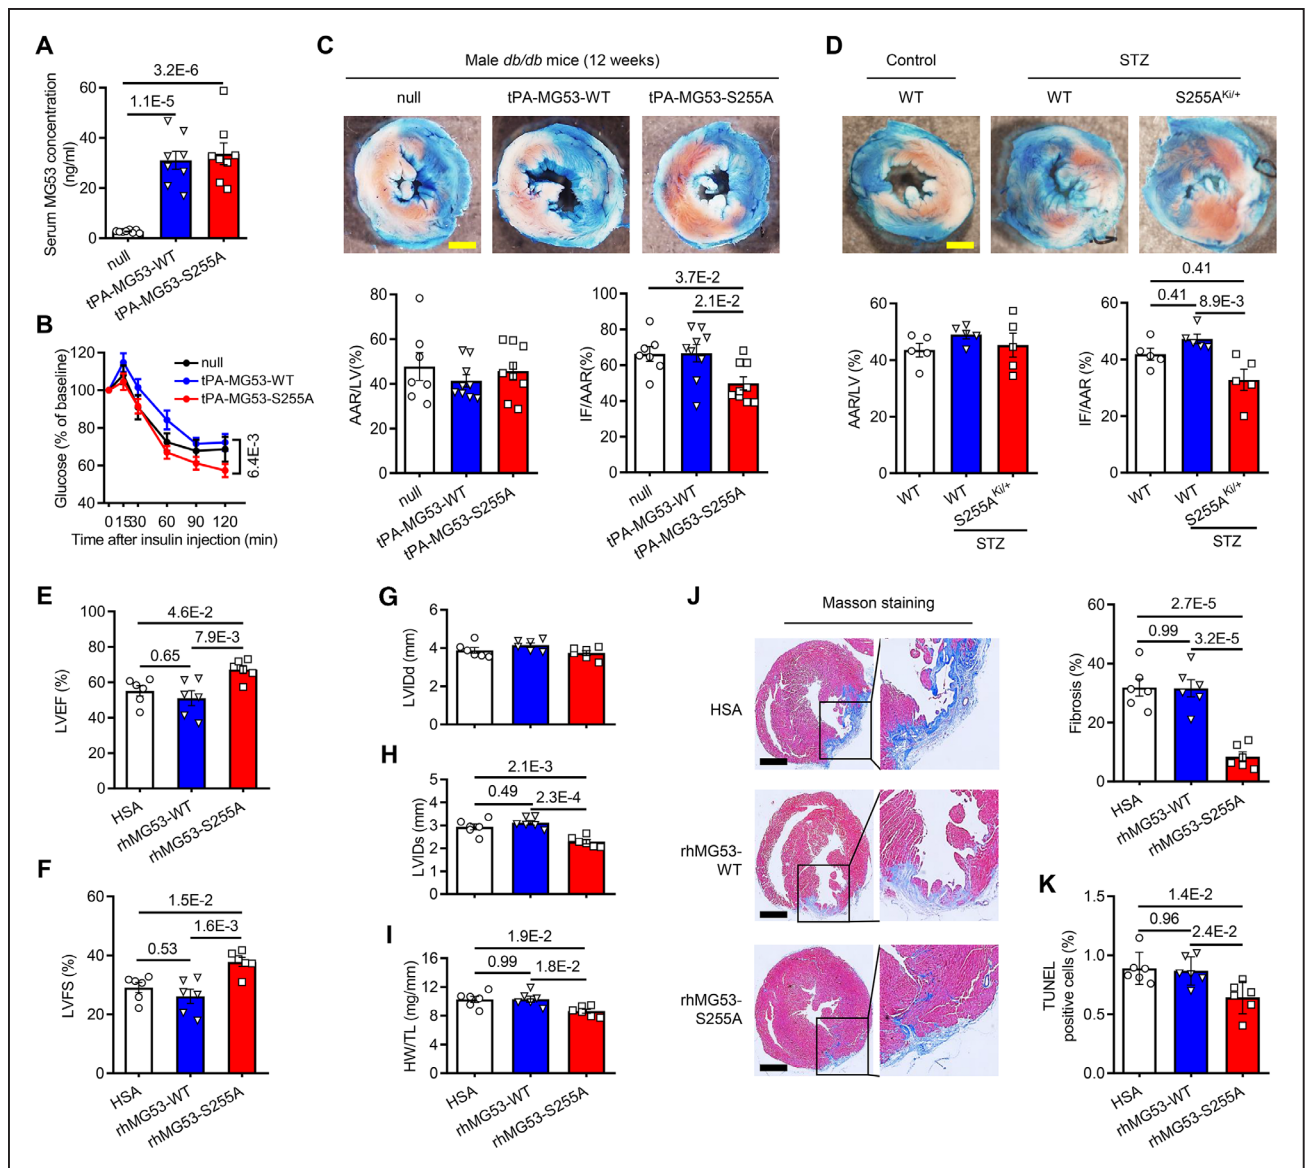 A
Serum MG53 concentration
(ng/ml)
60
40
20
0
3.2E-6
1.1E-5
null
tPA-MG53-WT
tPA-MG53-S255A
B
Glucose (% of baseline)
120
100
80
60
40
null
tPA-MG53-WT
tPA-MG53-S255A
6.4E-3
0 15 30 60 90 120
Time after insulin injection (min)
C
Male db/db mice (12 weeks)
null
tPA-MG53-WT
tPA-MG53-S255A
AAR/LV(%)
80
60
40
20
0
null
tPA-MG53-WT
tPA-MG53-S255A
IF/AAR(%)
100
80
60
40
20
0
3.7E-2
2.1E-2
null
tPA-MG53-WT
tPA-MG53-S255A
D
Control
STZ
WT
WT
S255AKi/+
AAR/LV (%)
60
40
20
0
WT
WT
S255AKi/+
STZ
IF/AAR (%)
60
40
20
0
0.41
0.41
8.9E-3
WT
WT
S255AKi/+
STZ
E
LVEF (%)
100
80
60
40
20
0
4.6E-2
7.9E-3
0.65
HSA
rhMG53-WT
rhMG53-S255A
F
LVFS (%)
60
40
20
0
1.5E-2
1.6E-3
0.53
HSA
rhMG53-WT
rhMG53-S255A
G
LVIDd (mm)
6
4
2
0
H
LVIDs (mm)
5
4
3
2
1
0
2.1E-3
0.49
2.3E-4
I
HW/TL (mg/mm)
16
12
8
4
0
1.9E-2
0.99
1.8E-2
HSA
rhMG53-WT
rhMG53-S255A
J
Masson staining
HSA
rhMG53-
WT
rhMG53-
S255A
Fibrosis (%)
60
40
20
0
2.7E-5
0.99
3.2E-5
HSA
rhMG53-WT
rhMG53-S255A
K
TUNEL
positive cells (%)
1.5
1.0
0.5
0.0
1.4E-2
0.96
2.4E-2
HSA
rhMG53-WT
rhMG53-S255A